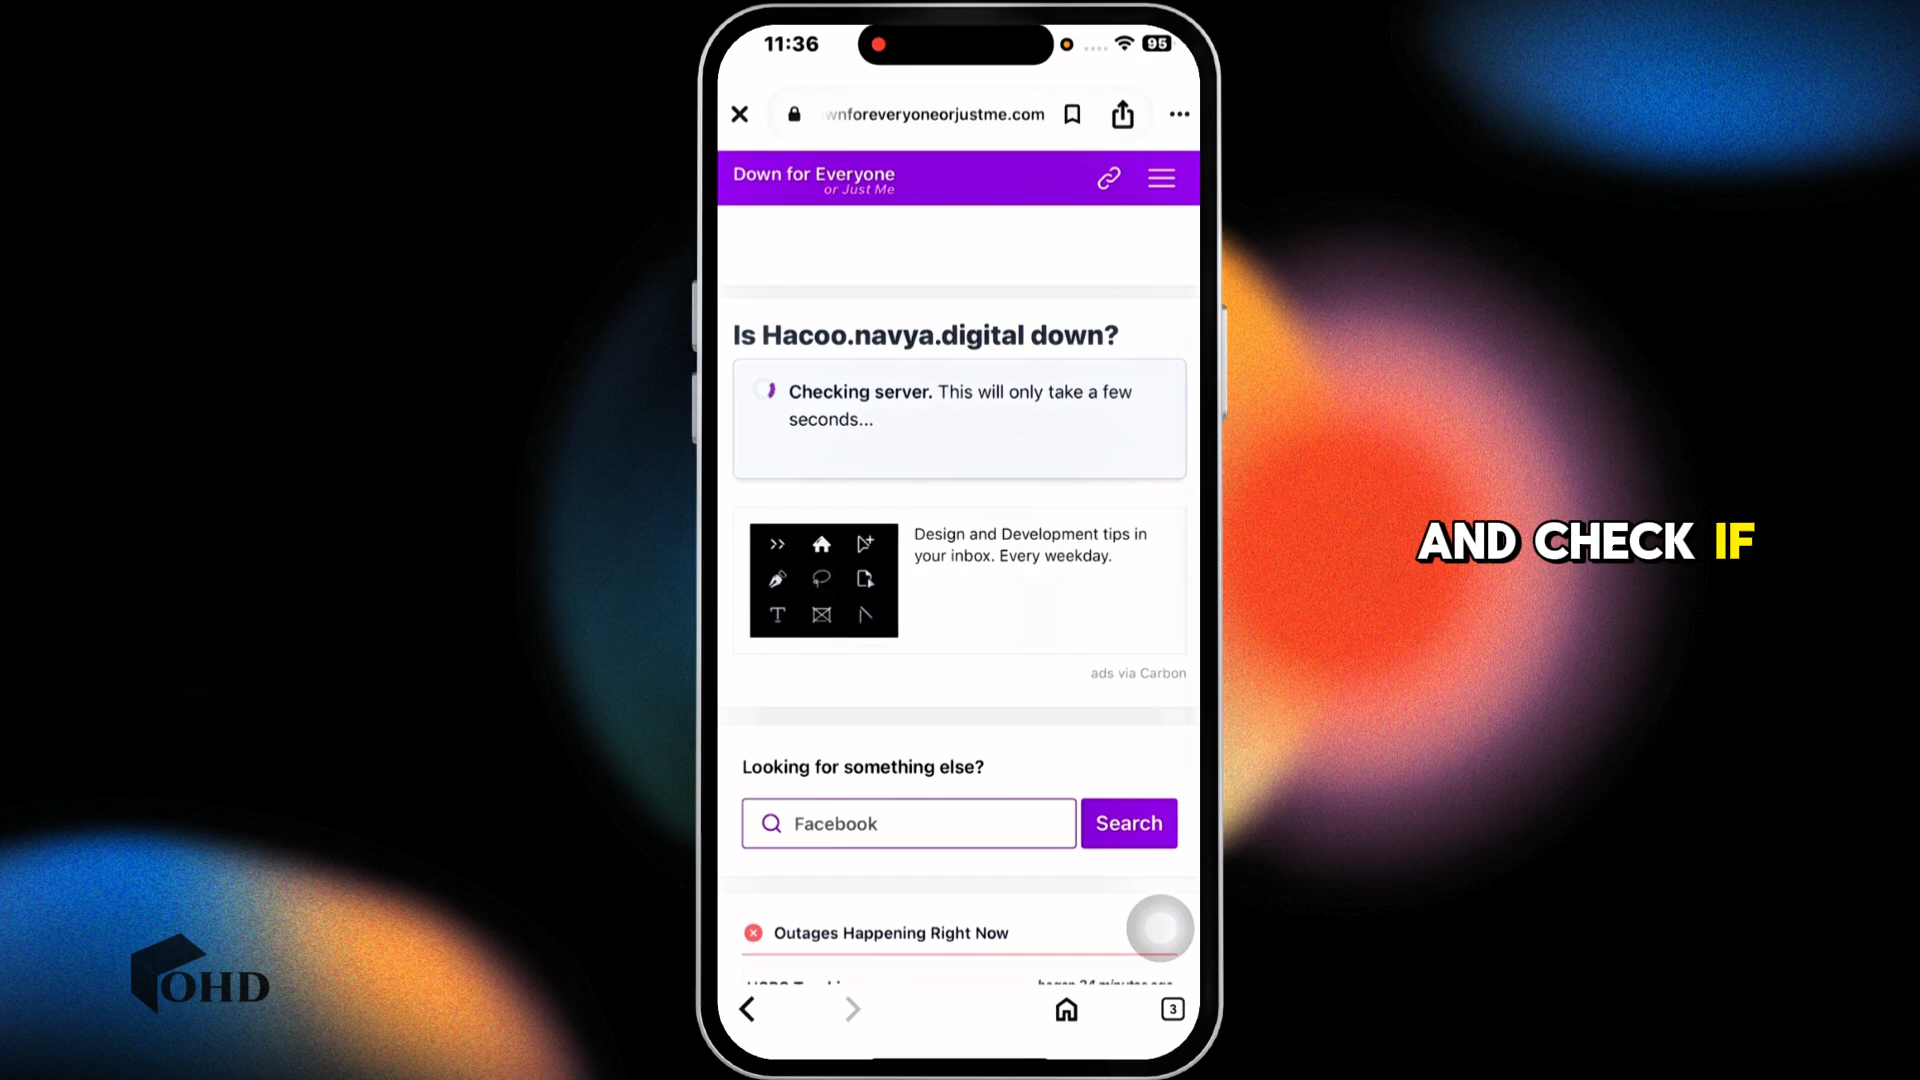 11:36
95
wnforeveryoneorjustme.com
Down for Everyone
or Just Me
Is Hacoo.navya.digital down?
Checking server. This will only take a few
seconds...
Design and Development tips in
your inbox. Every weekday.
ads via Carbon
Looking for something else?
Facebook
Search
Outages Happening Right Now
3
AND CHECK IF
OHD